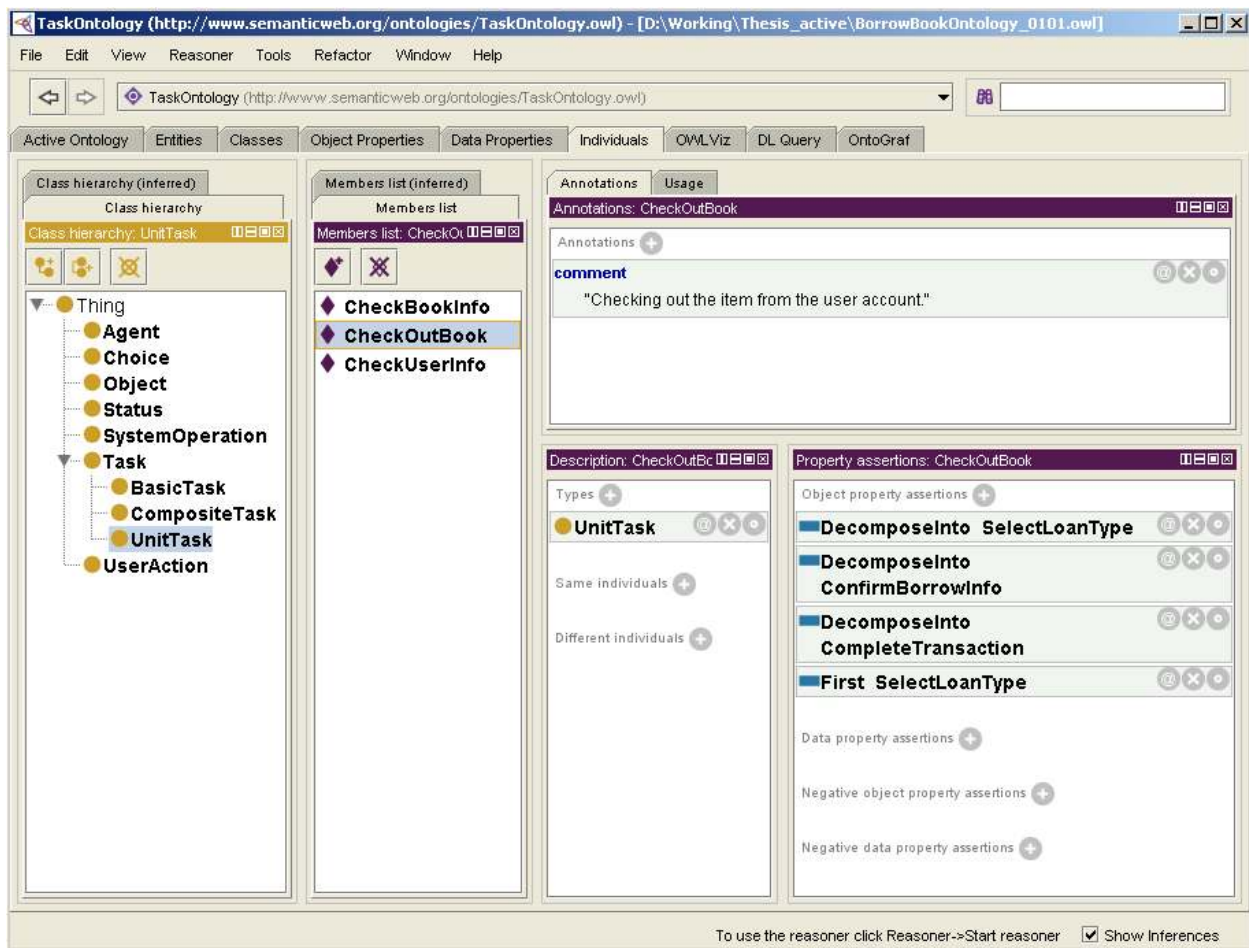 TaskOntology (http://www.semanticweb.org/ontologies/TaskOntology.owl) - [D:\Working\Thesis_active\BorrowBookOntology_0101.owl]
File Edit View Reasoner Tools Refactor Window Help
TaskOntology (http://www.semanticweb.org/ontologies/TaskOntology.owl)
Active Ontology Entities Classes Object Properties Data Properties Individuals OWLViz DL Query OntoGraf
Class hierarchy (inferred)
Class hierarchy
Class hierarchy: UnitTask
Thing
Agent
Choice
Object
Status
SystemOperation
Task
BasicTask
CompositeTask
UnitTask
UserAction
Members list (inferred)
Members list
Members list: CheckOu
CheckBookInfo
CheckOutBook
CheckUserInfo
Annotations Usage
Annotations: CheckOutBook
Annotations
comment
"Checking out the item from the user account."
Description: CheckOutBo
Types
UnitTask
Same individuals
Different individuals
Property assertions: CheckOutBook
Object property assertions
DecomposeInto SelectLoanType
DecomposeInto
ConfirmBorrowInfo
DecomposeInto
CompleteTransaction
First SelectLoanType
Data property assertions
Negative object property assertions
Negative data property assertions
To use the reasoner click Reasoner->Start reasoner Show Inferences